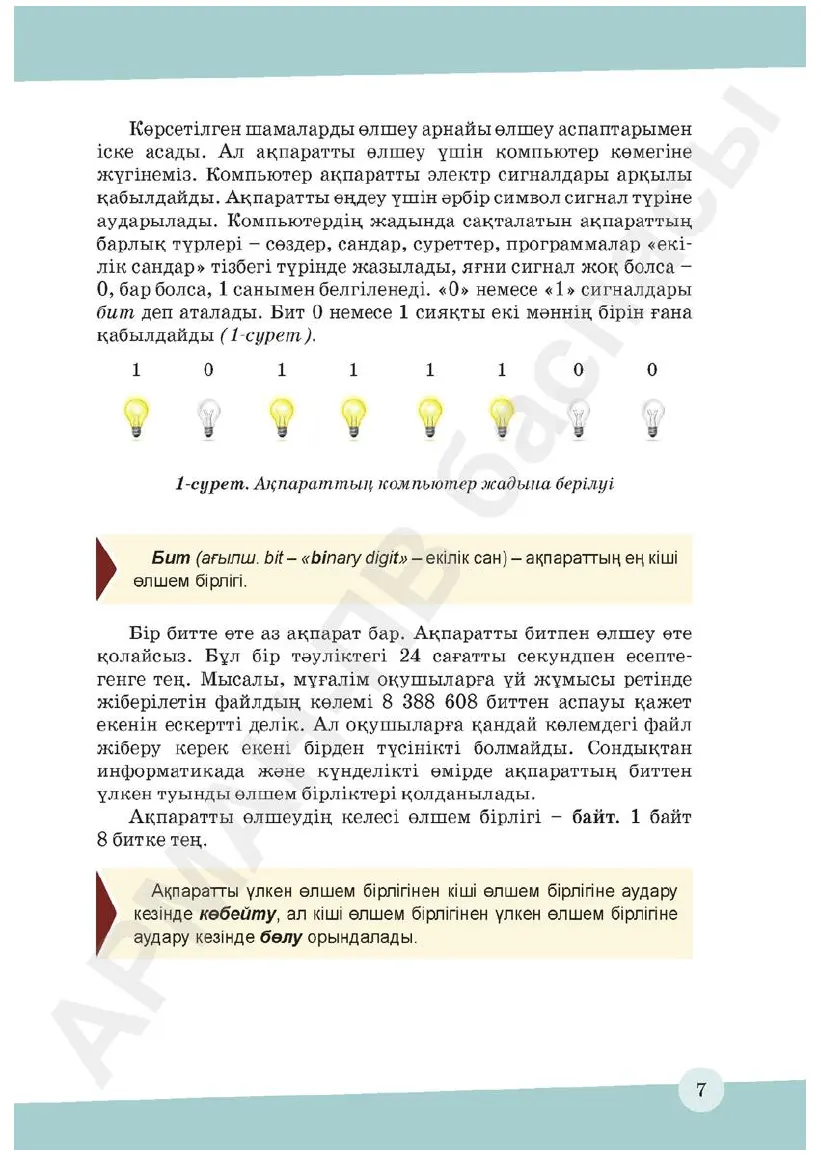 Көрсетілген шамаларды өлшеу арнайы өлшеу аспаптарымен
іске асады. Ал ақпаратты өлшеу үшін компьютер көмегіне
жүгінеміз. Компьютер ақпаратты электр сигналдары арқылы
қабылдайды. Ақпаратты өңдеу үшін әрбір символ сигнал түріне
аударылады. Компьютердің жадында сақталатын ақпараттың
барлық түрлері – сөздер, сандар, суреттер, программалар «екі-
лік сандар» тізбегі түрінде жазылады, яғни сигнал жоқ болса –
0, бар болса, 1 санымен белгіленеді. «0» немесе «1» сигналдары
бит деп аталады. Бит 0 немесе 1 сияқты екі мәннің бірін ғана
қабылдайды (1-сурет).
1 0 1 1 1 1 0 0
1-сурет. Ақпараттың компьютер жадына берілуі
Бит (ағылш. bit – «binary digit» – екілік сан) – ақпараттың ең кіші
өлшем бірлігі.
Бір битте өте аз ақпарат бар. Ақпаратты битпен өлшеу өте
қолайсыз. Бұл бір тәуліктегі 24 сағатты секундпен есепте-
генге тең. Мысалы, мұғалім оқушыларға үй жұмысы ретінде
жіберілетін файлдың көлемі 8 388 608 биттен аспауы қажет
екенін ескертті делік. Ал оқушыларға қандай көлемдегі файл
жіберу керек екені бірден түсінікті болмайды. Сондықтан
информатикада және күнделікті өмірде ақпараттың биттен
үлкен туынды өлшем бірліктері қолданылады.
Ақпаратты өлшеудің келесі өлшем бірлігі – байт. 1 байт
8 битке тең.
Ақпаратты үлкен өлшем бірлігінен кіші өлшем бірлігіне аудару
кезінде көбейту, ал кіші өлшем бірлігінен үлкен өлшем бірлігіне
аудару кезінде бөлу орындалады.
7
АРМАН-ПВ баспасы